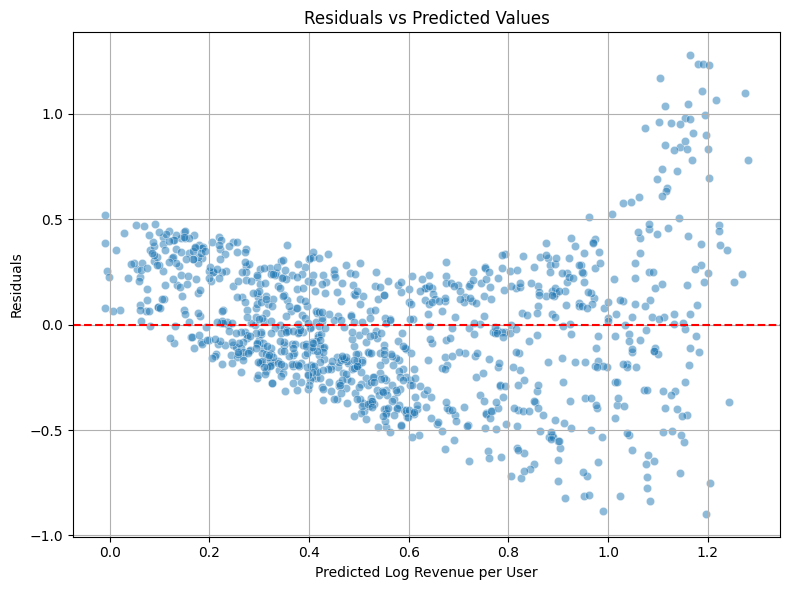 Residuals vs Predicted Values
Residuals
1.0
0.5
0.0
−0.5
−1.0
0.0 0.2 0.4 0.6 0.8 1.0 1.2
Predicted Log Revenue per User